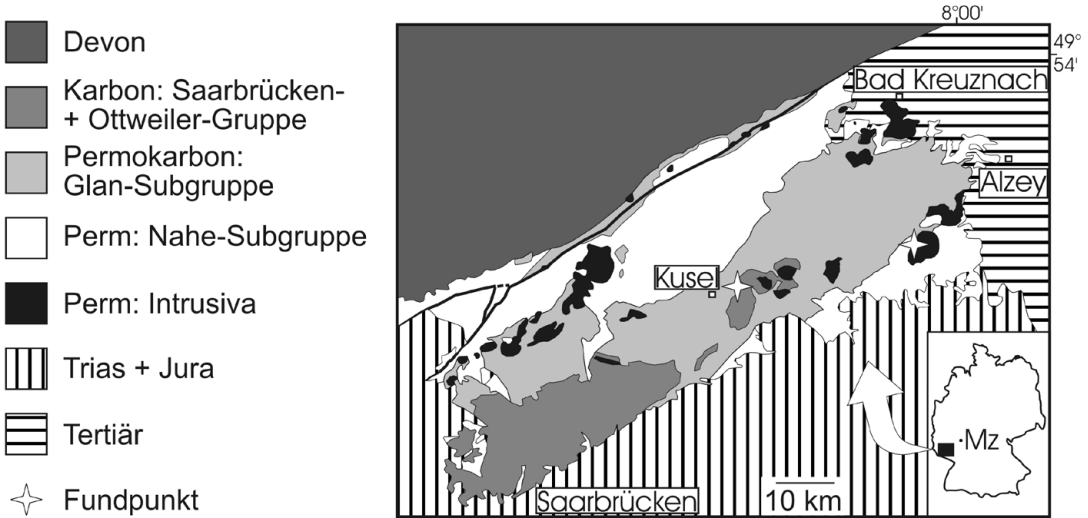 Devon
Karbon: Saarbrücken-
+ Ottweiler-Gruppe
Permokarbon:
Glan-Subgruppe
Perm: Nahe-Subgruppe
Perm: Intrusiva
Trias + Jura
Tertiär
Fundpunkt
8°00'
49°
54'
Bad Kreuznach
Alzey
Kusel
Saarbrücken
10 km
·Mz